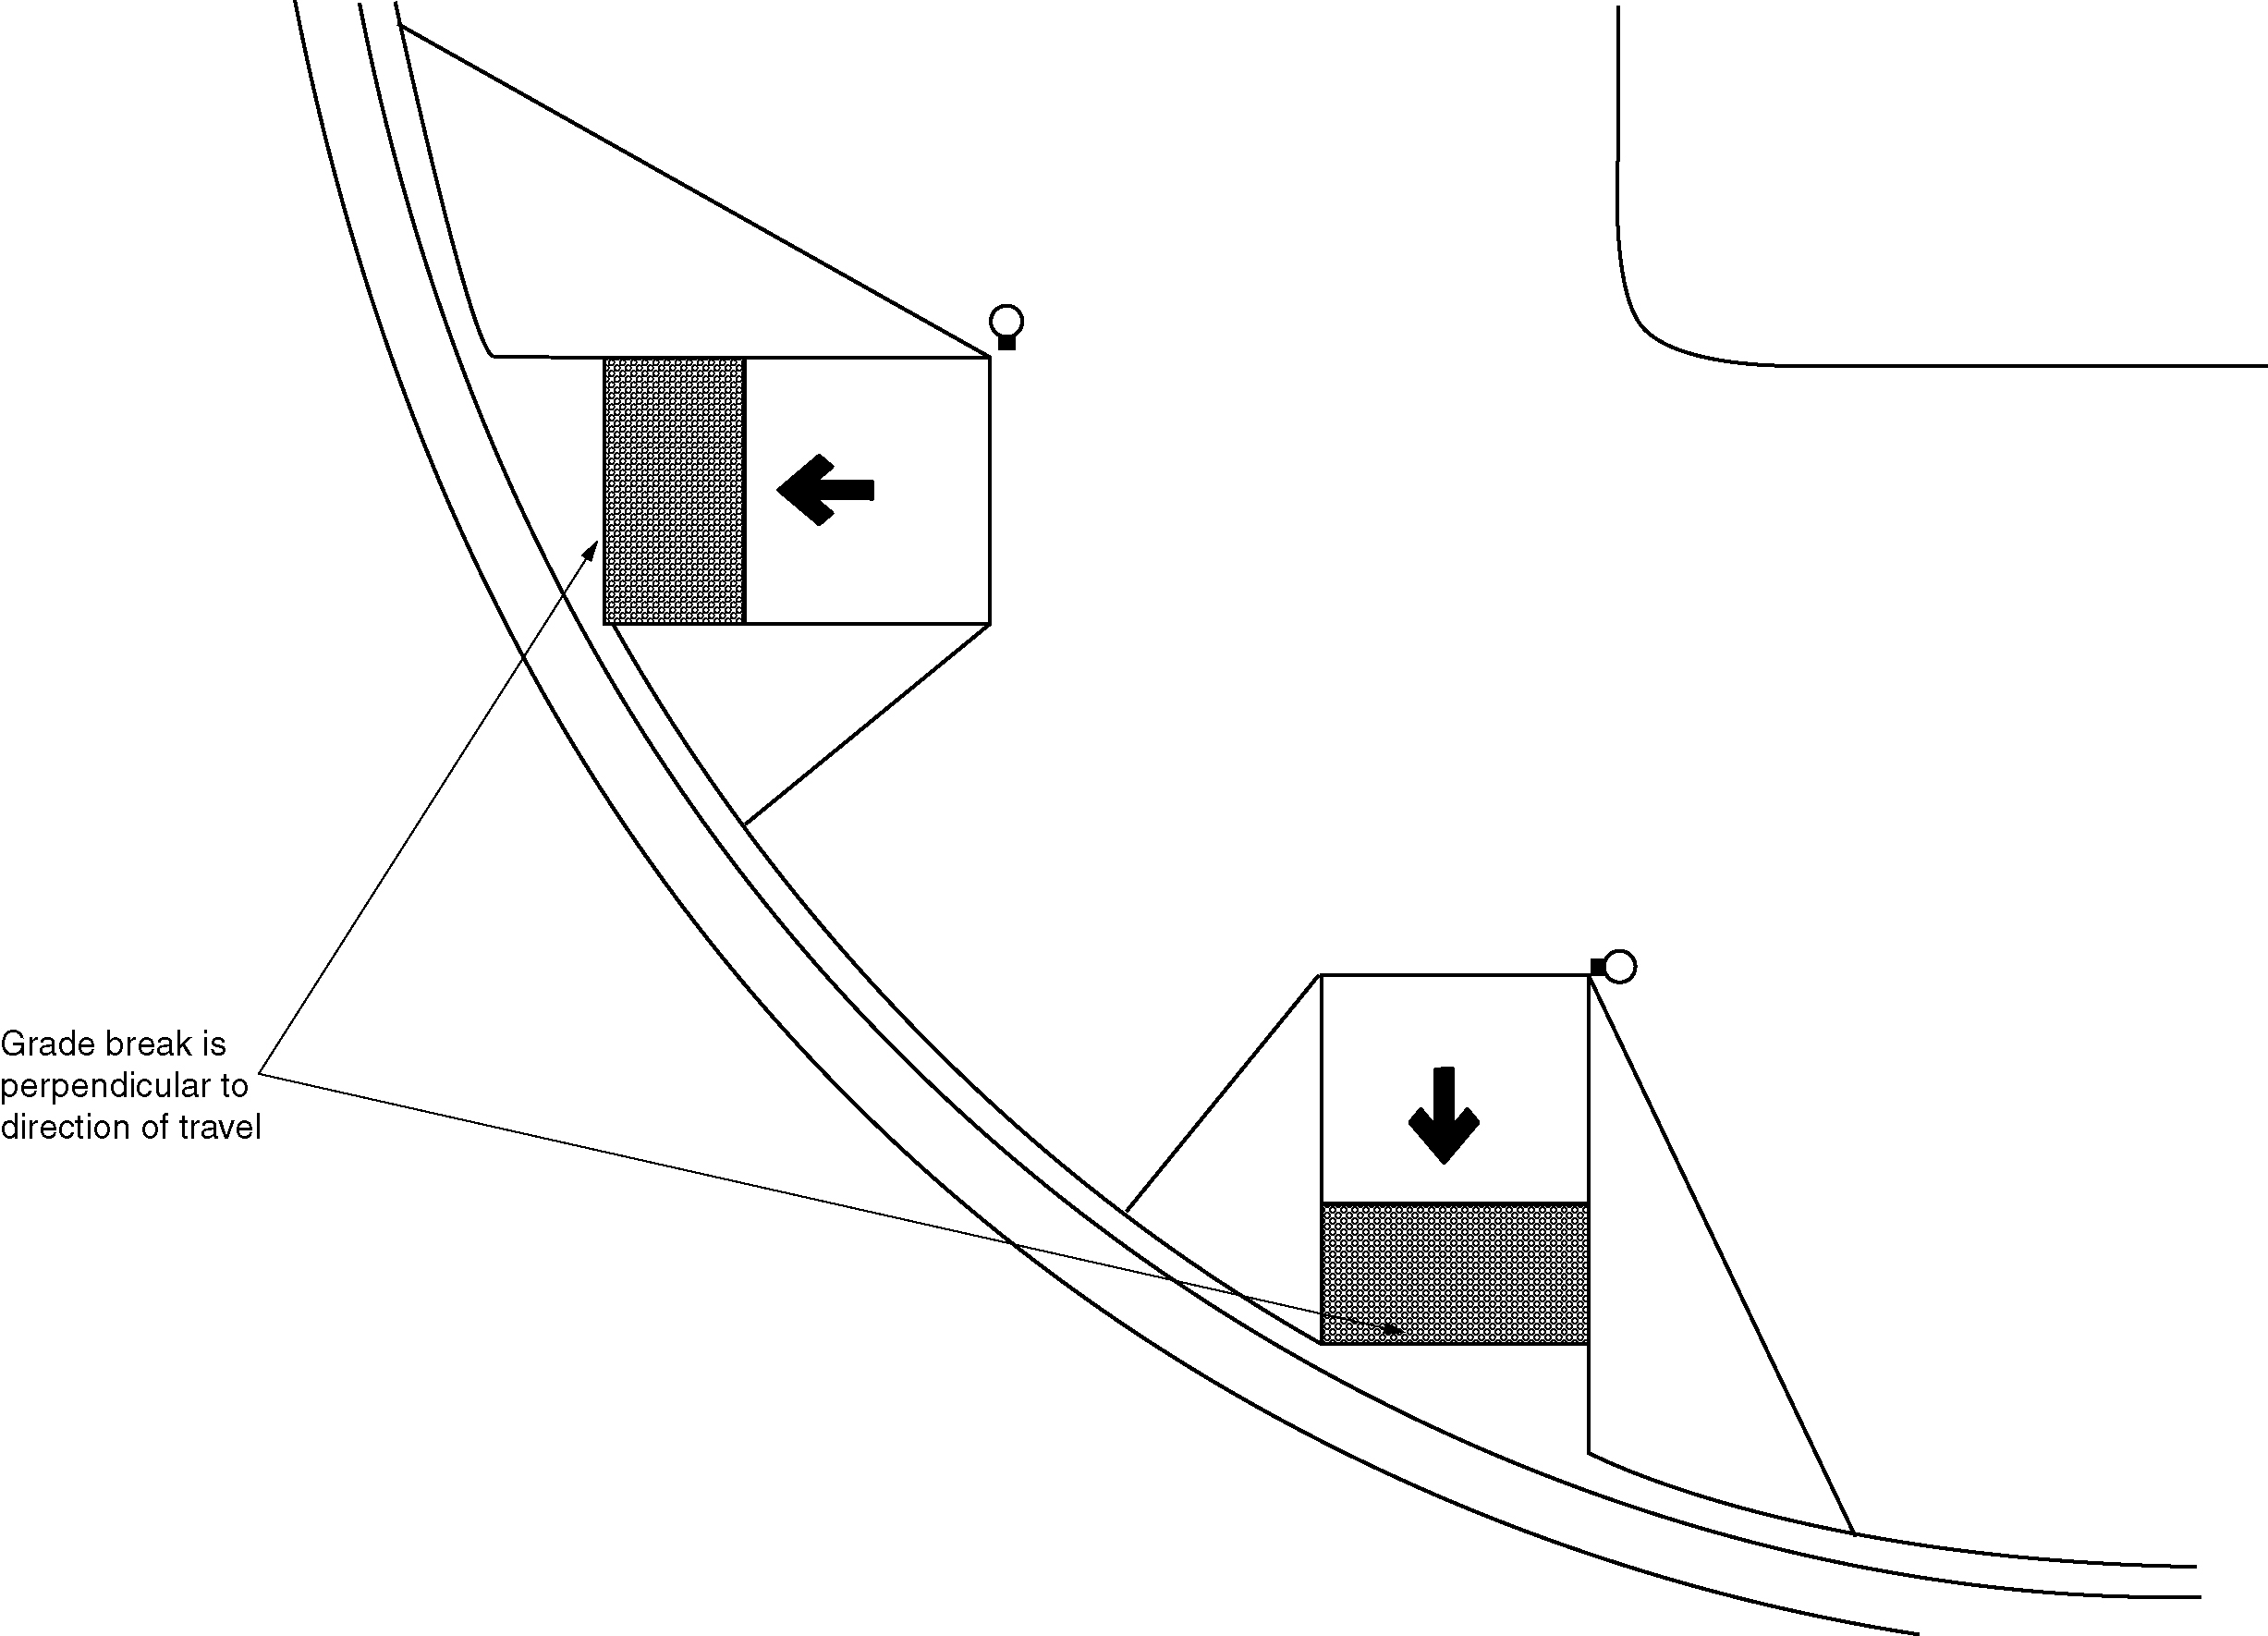 Grade break is
perpendicular to
direction of travel